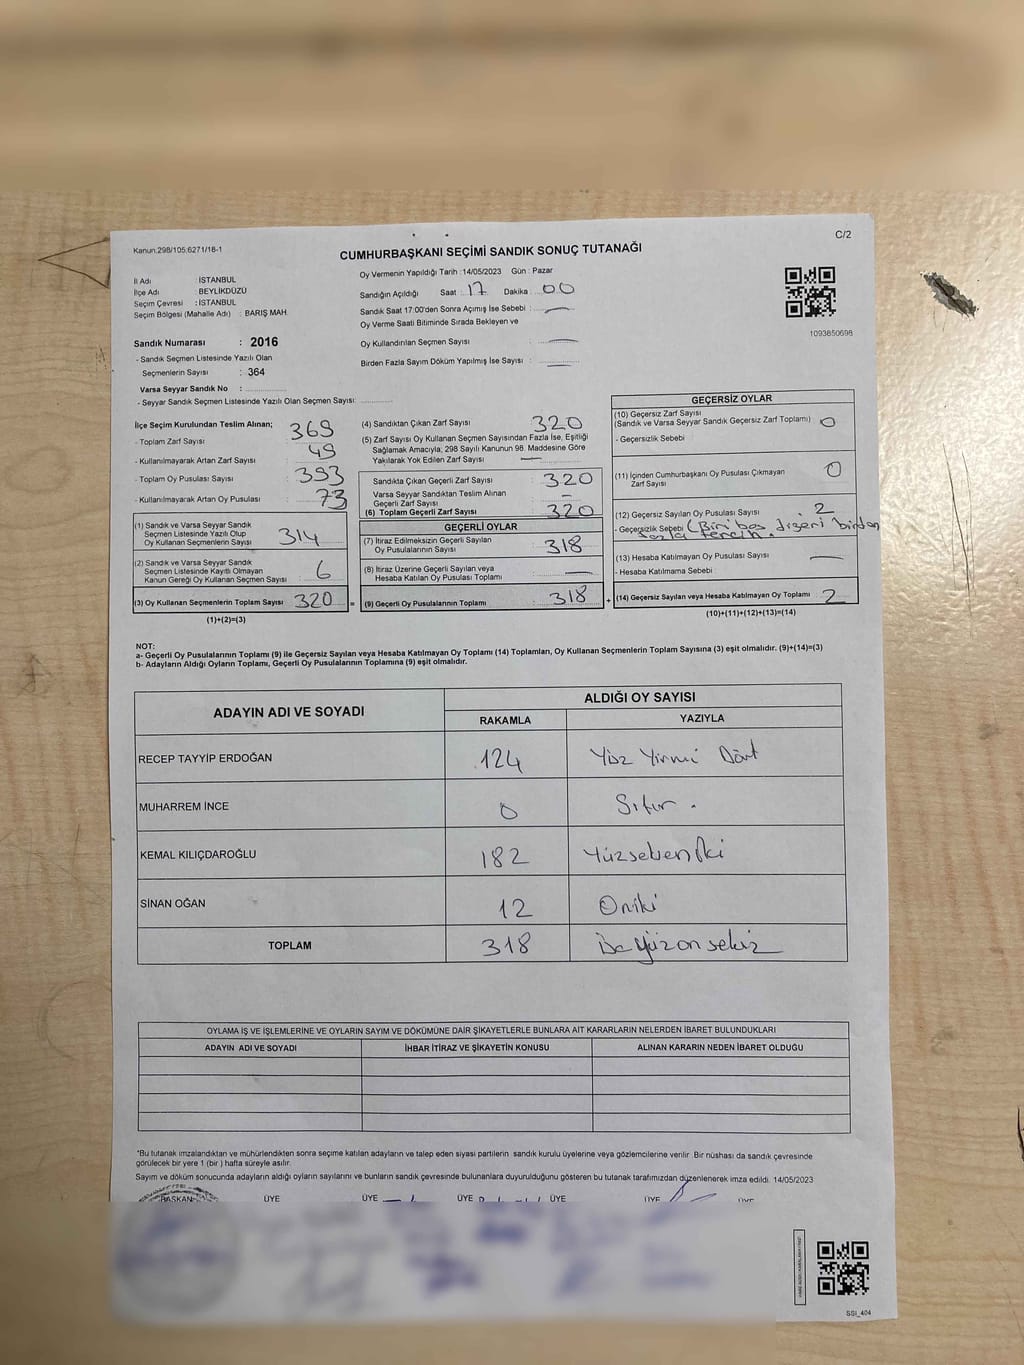 Kanun.298/105:6271/18-1
C/2
CUMHURBAŞKANI SEÇİMİ SANDIK SONUÇ TUTANAĞI
İl Adı : İSTANBUL
İlçe Adı : BEYLİKDÜZÜ
Seçim Çevresi : İSTANBUL
Seçim Bölgesi (Mahalle Adı) : BARIŞ MAH.
Oy Vermenin Yapıldığı Tarih :14/05/2023 Gün : Pazar
Sandığın Açıldığı Saat : 17 Dakika : 00
Sandık Saat 17:00'den Sonra Açımış İse Sebebi : —
Oy Verme Saati Bitiminde Sırada Bekleyen ve
Oy Kullandırılan Seçmen Sayısı : —
Birden Fazla Sayım Döküm Yapılmış İse Sayısı : —
1093850698
Sandık Numarası : 2016
- Sandık Seçmen Listesinde Yazılı Olan
Seçmenlerin Sayısı : 364
Varsa Seyyar Sandık No :
- Seyyar Sandık Seçmen Listesinde Yazılı Olan Seçmen Sayısı:
İlçe Seçim Kurulundan Teslim Alınan;
- Toplam Zarf Sayısı 369
- Kullanılmayarak Artan Zarf Sayısı 49
- Toplam Oy Pusulası Sayısı 393
- Kullanılmayarak Artan Oy Pusulası 73
(1) Sandık ve Varsa Seyyar Sandık
Seçmen Listesinde Yazılı Olup
Oy Kullanan Seçmenlerin Sayısı 314
(2) Sandık ve Varsa Seyyar Sandık
Seçmen Listesinde Kayıtlı Olmayan
Kanun Gereği Oy Kullanan Seçmen Sayısı 6
(3) Oy Kullanan Seçmenlerin Toplam Sayısı 320 =
(1)+(2)=(3)
(4) Sandıktan Çıkan Zarf Sayısı 320
(5) Zarf Sayısı Oy Kullanan Seçmen Sayısından Fazla İse, Eşitliği
Sağlamak Amacıyla; 298 Sayılı Kanunun 98. Maddesine Göre
Yakılarak Yok Edilen Zarf Sayısı —
Sandıkta Çıkan Geçerli Zarf Sayısı 320
Varsa Seyyar Sandıktan Teslim Alınan
Geçerli Zarf Sayısı –
(6) Toplam Geçerli Zarf Sayısı 320
GEÇERLİ OYLAR
(7) İtiraz Edilmeksizin Geçerli Sayılan
Oy Pusulalarının Sayısı 318
(8) İtiraz Üzerine Geçerli Sayılan veya
Hesaba Katılan Oy Pusulası Toplamı —
(9) Geçerli Oy Pusulalarının Toplamı 318 +
GEÇERSİZ OYLAR
(10) Geçersiz Zarf Sayısı
(Sandık ve Varsa Seyyar Sandık Geçersiz Zarf Toplamı) 0
- Geçersizlik Sebebi :
(11) İçinden Cumhurbaşkanı Oy Pusulası Çıkmayan
Zarf Sayısı 0
(12) Geçersiz Sayılan Oy Pusulası Sayısı 2
- Geçersizlik Sebebi (Biri boş diğeri birden
fazla tercih.
(13) Hesaba Katılmayan Oy Pusulası Sayısı —
- Hesaba Katılmama Sebebi :
(14) Geçersiz Sayılan veya Hesaba Katılmayan Oy Toplamı 2
(10)+(11)+(12)+(13)=(14)
NOT:
a- Geçerli Oy Pusulalarının Toplamı (9) ile Geçersiz Sayılan veya Hesaba Katılmayan Oy Toplamı (14) Toplamları, Oy Kullanan Seçmenlerin Toplam Sayısına (3) eşit olmalıdır. (9)+(14)=(3)
b- Adayların Aldığı Oyların Toplamı, Geçerli Oy Pusulalarının Toplamına (9) eşit olmalıdır.
ADAYIN ADI VE SOYADI ALDIĞI OY SAYISI
RAKAMLA YAZIYLA
RECEP TAYYİP ERDOĞAN 124 Yüz Yirmi Dört
MUHARREM İNCE 0 Sıfır .
KEMAL KILIÇDAROĞLU 182 Yüzseksen İki
SİNAN OĞAN 12 Oniki
TOPLAM 318 Üçyüzonsekiz
OYLAMA İŞ VE İŞLEMLERİNE VE OYLARIN SAYIM VE DÖKÜMÜNE DAİR ŞİKAYETLERLE BUNLARA AİT KARARLARIN NELERDEN İBARET BULUNDUKLARI
ADAYIN ADI VE SOYADI İHBAR İTİRAZ VE ŞİKAYETİN KONUSU ALINAN KARARIN NEDEN İBARET OLDUĞU
*Bu tutanak imzalandıktan ve mühürlendikten sonra seçime katılan adayların ve talep eden siyasi partilerin sandık kurulu üyelerine veya gözlemcilerine verilir. Bir nüshası da sandık çevresinde
görülecek bir yere 1 (bir ) hafta süreyle asılır.
Sayım ve döküm sonucunda adayların aldığı oyların sayılarını ve bunların sandık çevresinde bulunanlara duyurulduğunu gösteren bu tutanak tarafımızdan düzenlenerek imza edildi. 14/05/2023
BAŞKAN ÜYE ÜYE ÜYE ÜYE ÜYE ÜYE
SSI_404